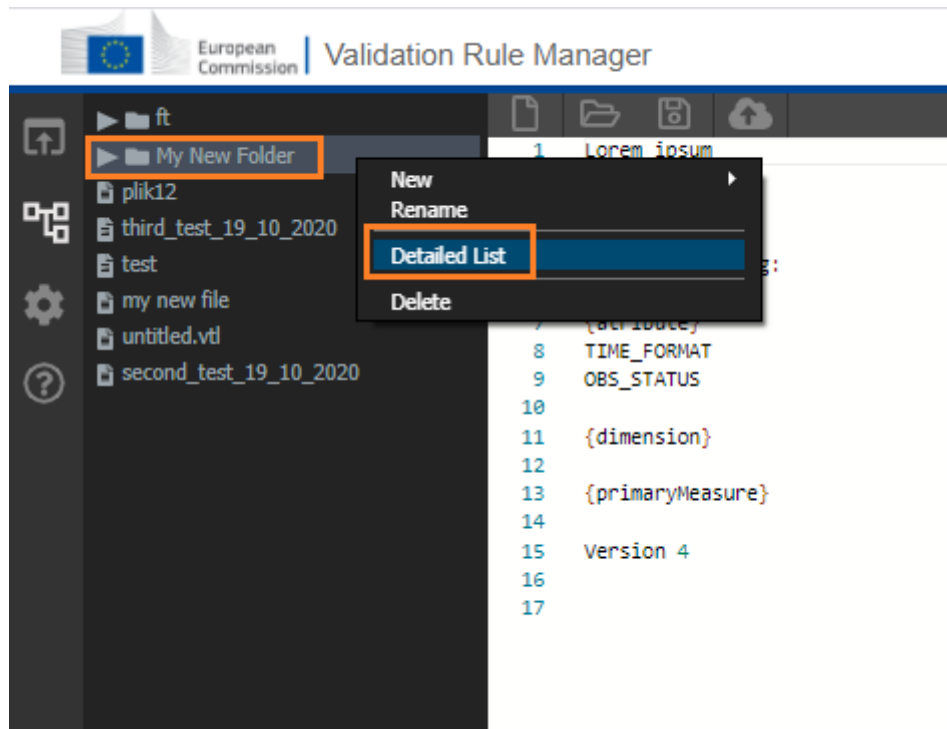 European
Commission
Validation Rule Manager
ft
My New Folder
plik12
third_test_19_10_2020
test
my new file
untitled.vtl
second_test_19_10_2020
New
Rename
Detailed List
Delete
1 Lorem ipsum
:
7 {atribute}
8 TIME_FORMAT
9 OBS_STATUS
10
11 {dimension}
12
13 {primaryMeasure}
14
15 Version 4
16
17